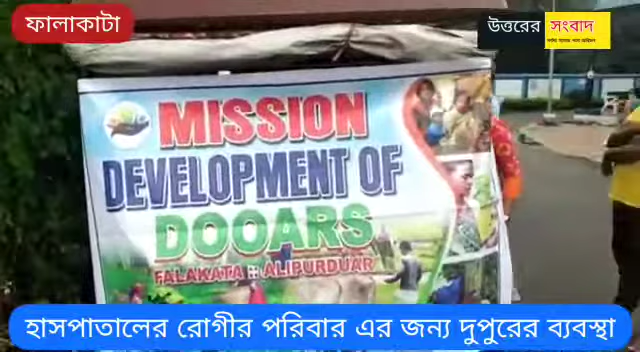 ফালাকাটা
উত্তরের সংবাদ
MISSION
DEVELOPMENT OF
DOOARS
FALAKATA :: ALIPURDUAR
হাসপাতালের রোগীর পরিবার এর জন্য দুপুরের ব্যবস্থা